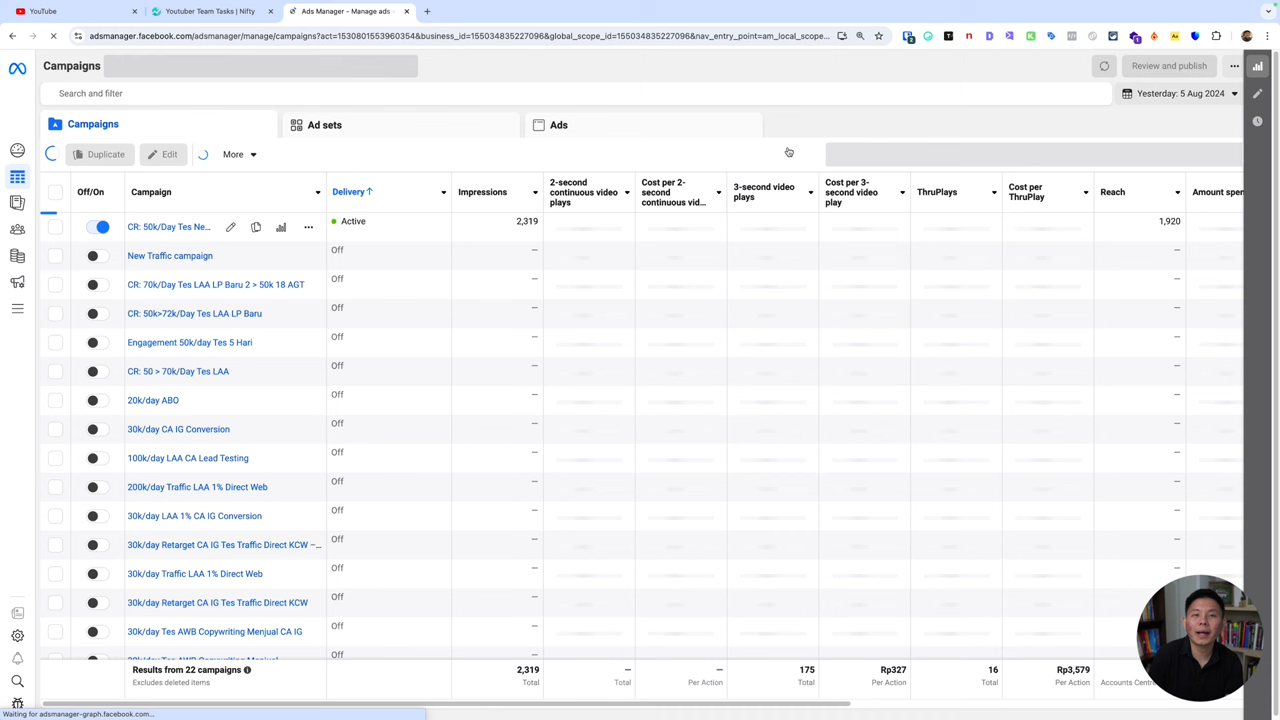 YouTube
Youtuber Team Tasks | Nifty
Ads Manager - Manage ads -
adsmanager.facebook.com/adsmanager/manage/campaigns?act=1530801553960354&business_id=155034835227096&global_scope_id=155034835227096&nav_entry_point=am_local_scope...
Campaigns
Review and publish
Search and filter
Yesterday: 5 Aug 2024
Campaigns
Ad sets
Ads
Duplicate
Edit
More
Off/On
Campaign
Delivery ↑
Impressions
2-second continuous video plays
Cost per 2-second continuous vid...
3-second video plays
Cost per 3-second video play
ThruPlays
Cost per ThruPlay
Reach
Amount spen
CR: 50k/Day Tes Ne...
Active
2,319
1,920
New Traffic campaign
Off
—
—
CR: 70k/Day Tes LAA LP Baru 2 > 50k 18 AGT
Off
—
—
CR: 50k>72k/Day Tes LAA LP Baru
Off
—
—
Engagement 50k/day Tes 5 Hari
Off
—
—
CR: 50 > 70k/Day Tes LAA
Off
—
—
20k/day ABO
Off
—
—
30k/day CA IG Conversion
Off
—
—
100k/day LAA CA Lead Testing
Off
—
—
200k/day Traffic LAA 1% Direct Web
Off
—
—
30k/day LAA 1% CA IG Conversion
Off
—
—
30k/day Retarget CA IG Tes Traffic Direct KCW –...
Off
—
—
30k/day Traffic LAA 1% Direct Web
Off
—
—
30k/day Retarget CA IG Tes Traffic Direct KCW
Off
—
—
30k/day Tes AWB Copywriting Menjual CA IG
Off
—
Off
—
Results from 22 campaigns
Excludes deleted items
2,319
Total
—
Total
—
Per Action
175
Total
Rp327
Per Action
16
Total
Rp3,579
Per Action
Accounts Centre
Waiting for adsmanager-graph.facebook.com...